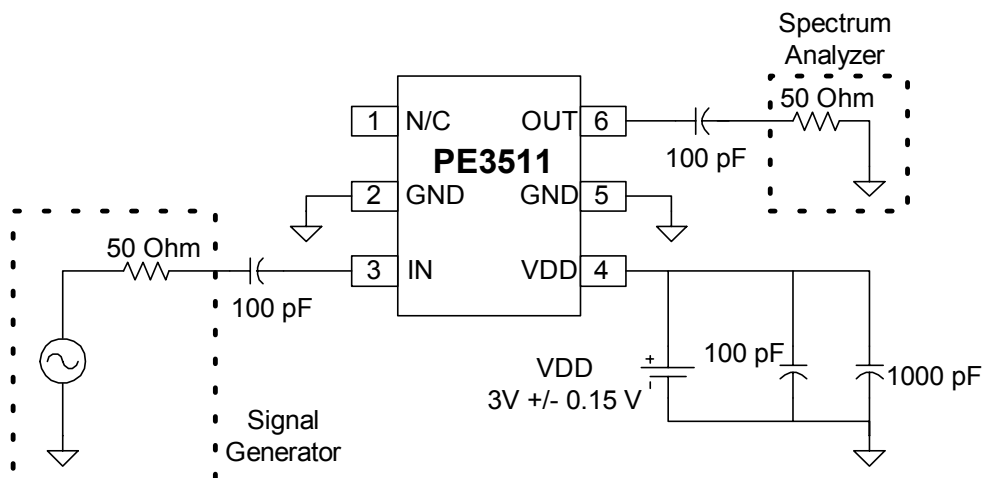 Spectrum
Analyzer
50 Ohm
1 N/C OUT 6
PE3511
100 pF
2 GND GND 5
50 Ohm
3 IN VDD 4
100 pF
VDD
3V +/- 0.15 V
+
-
100 pF
1000 pF
Signal
Generator